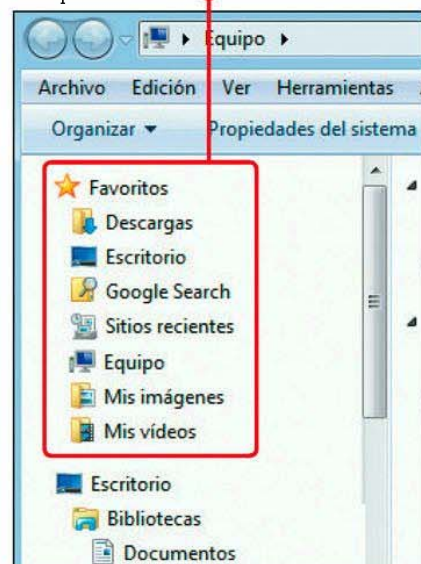 Equipo
Archivo Edición Ver Herramientas
Organizar Propiedades del sistema
Favoritos
Descargas
Escritorio
Google Search
Sitios recientes
Equipo
Mis imágenes
Mis vídeos
Escritorio
Bibliotecas
Documentos